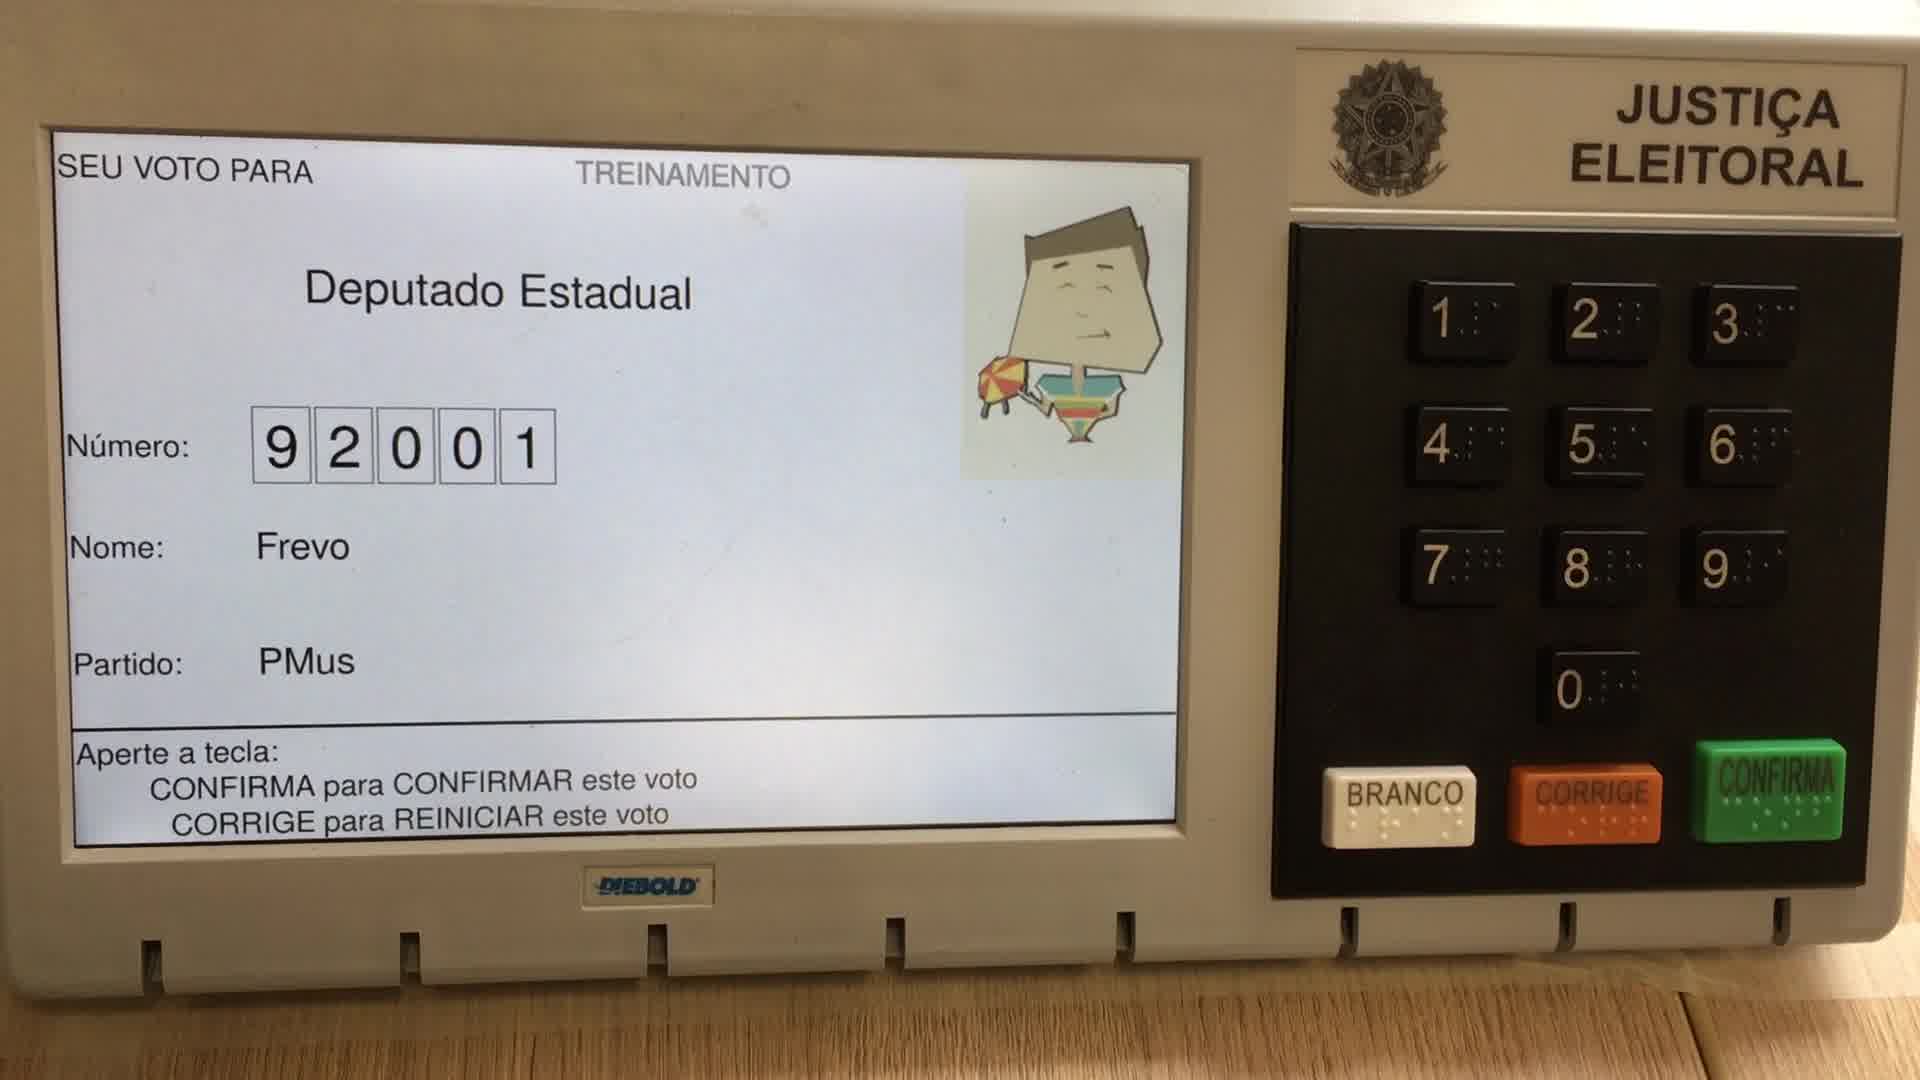 SEU VOTO PARA
TREINAMENTO
Deputado Estadual
Número: 9 2 0 0 1
Nome: Frevo
Partido: PMus
Aperte a tecla:
CONFIRMA para CONFIRMAR este voto
CORRIGE para REINICIAR este voto
DIEBOLD
JUSTIÇA
ELEITORAL
1 2 3
4 5 6
7 8 9
0
BRANCO CORRIGE CONFIRMA